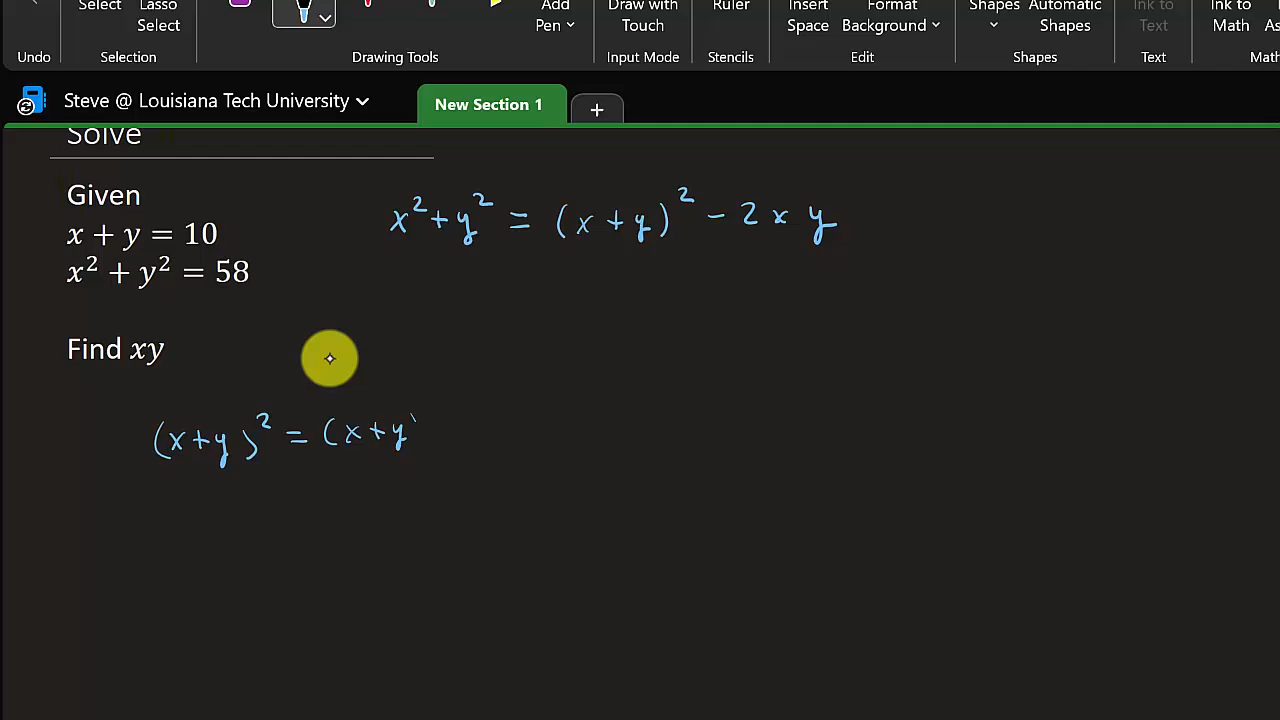 Select Lasso Add Draw with Ruler Insert Format Shapes Automatic Ink to Ink to
Select Pen Touch Space Background Shapes Text Math
Undo Selection Drawing Tools Input Mode Stencils Edit Shapes Text Math
Steve @ Louisiana Tech University New Section 1 +
Solve
Given
x + y = 10
x² + y² = 58
x² + y² = (x + y)² - 2 x y
Find xy
(x+y)² = (x+y)